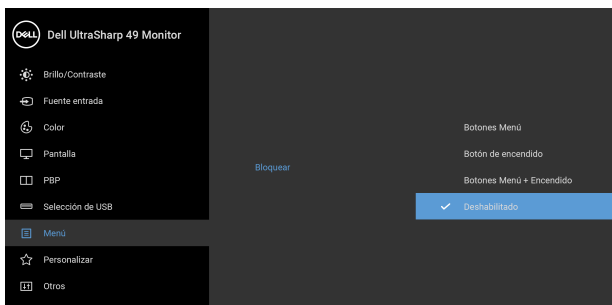 DELL Dell UltraSharp 49 Monitor
Brillo/Contraste
Fuente entrada
Color
Pantalla
PBP
Selección de USB
Menú
Personalizar
Otros
Bloquear
Botones Menú
Botón de encendido
Botones Menú + Encendido
Deshabilitado